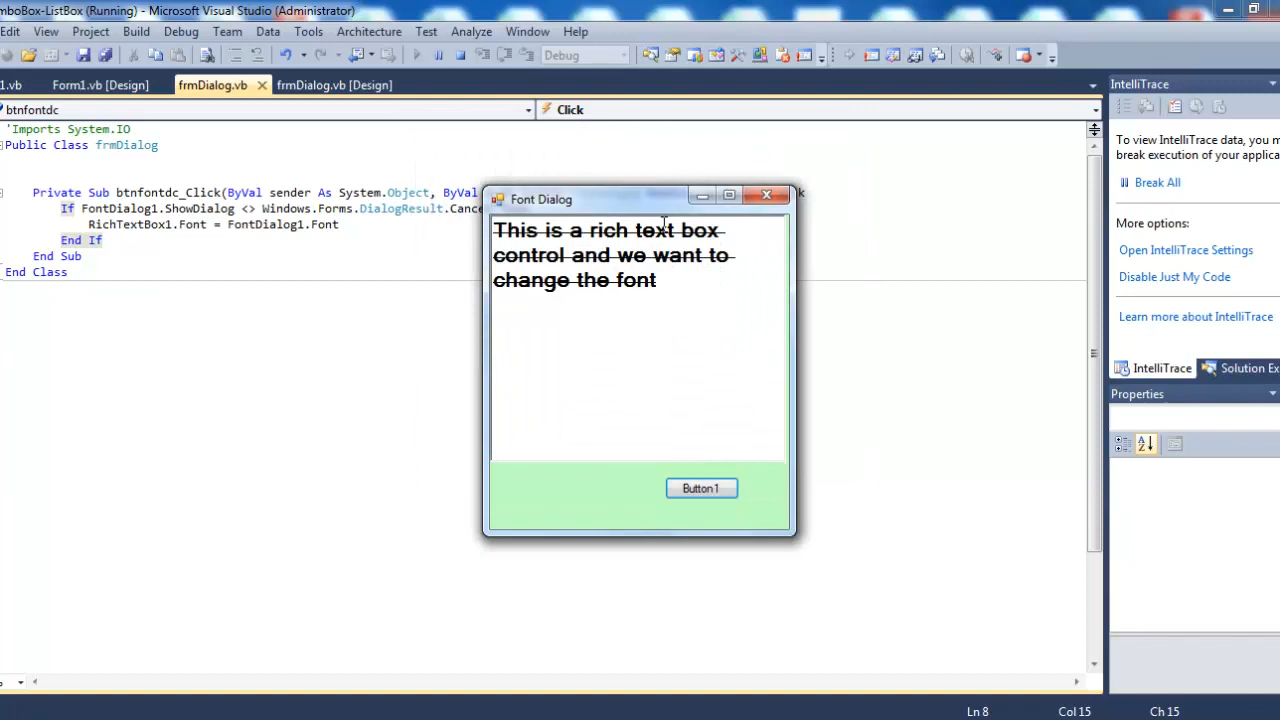 mboBox-ListBox (Running) - Microsoft Visual Studio (Administrator)
Edit View Project Build Debug Team Data Tools Architecture Test Analyze Window Help
Debug
1.vb Form1.vb [Design] frmDialog.vb frmDialog.vb [Design]
btnfontdc Click
'Imports System.IO
Public Class frmDialog
Private Sub btnfontdc_Click(ByVal sender As System.Object, ByVal
If FontDialog1.ShowDialog <> Windows.Forms.DialogResult.Cance
RichTextBox1.Font = FontDialog1.Font
End If
End Sub
End Class
Font Dialog
This is a rich text box
control and we want to
change the font
Button1
IntelliTrace
To view IntelliTrace data, you m
break execution of your applica
Break All
More options:
Open IntelliTrace Settings
Disable Just My Code
Learn more about IntelliTrace
IntelliTrace Solution Ex
Properties
Ln 8 Col 15 Ch 15